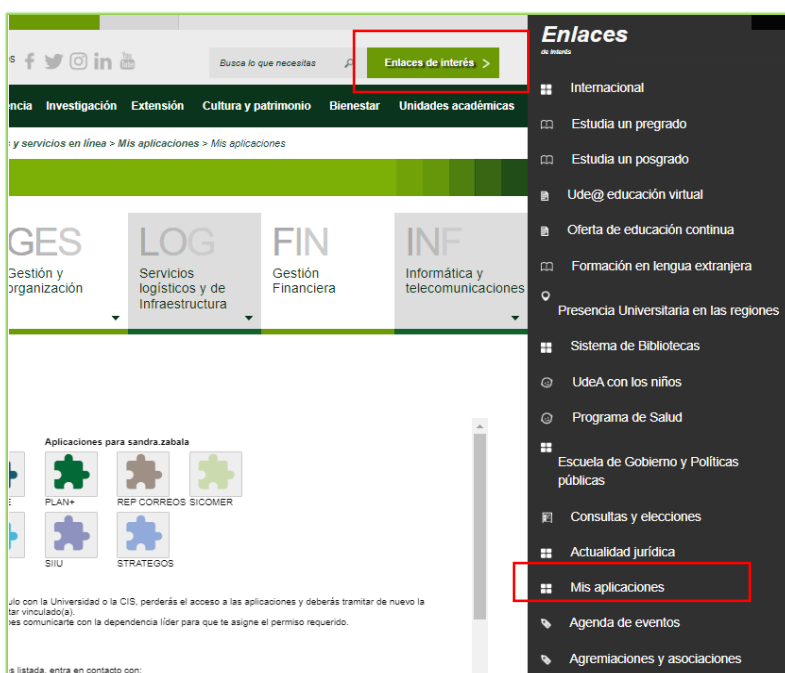 Busca lo que necesitas
Enlaces de interés >
Investigación Extensión Cultura y patrimonio Bienestar Unidades académicas
y servicios en línea > Mis aplicaciones > Mis aplicaciones
GES
Gestión y
organización
LOG
Servicios
logísticos y de
Infraestructura
FIN
Gestión
Financiera
INF
Informática y
telecomunicaciones
Aplicaciones para sandra.zabala
PLAN+
REP CORREOS
SICOMER
SIIU
STRATEGOS
con la Universidad o la CIS, perderás el acceso a las aplicaciones y deberás tramitar de nuevo la
vinculado(a).
comunicarte con la dependencia líder para que te asigne el permiso requerido.
listada, entra en contacto con:
Enlaces
de interés
Internacional
Estudia un pregrado
Estudia un posgrado
Ude@ educación virtual
Oferta de educación continua
Formación en lengua extranjera
Presencia Universitaria en las regiones
Sistema de Bibliotecas
UdeA con los niños
Programa de Salud
Escuela de Gobierno y Políticas
públicas
Consultas y elecciones
Actualidad jurídica
Mis aplicaciones
Agenda de eventos
Agremiaciones y asociaciones